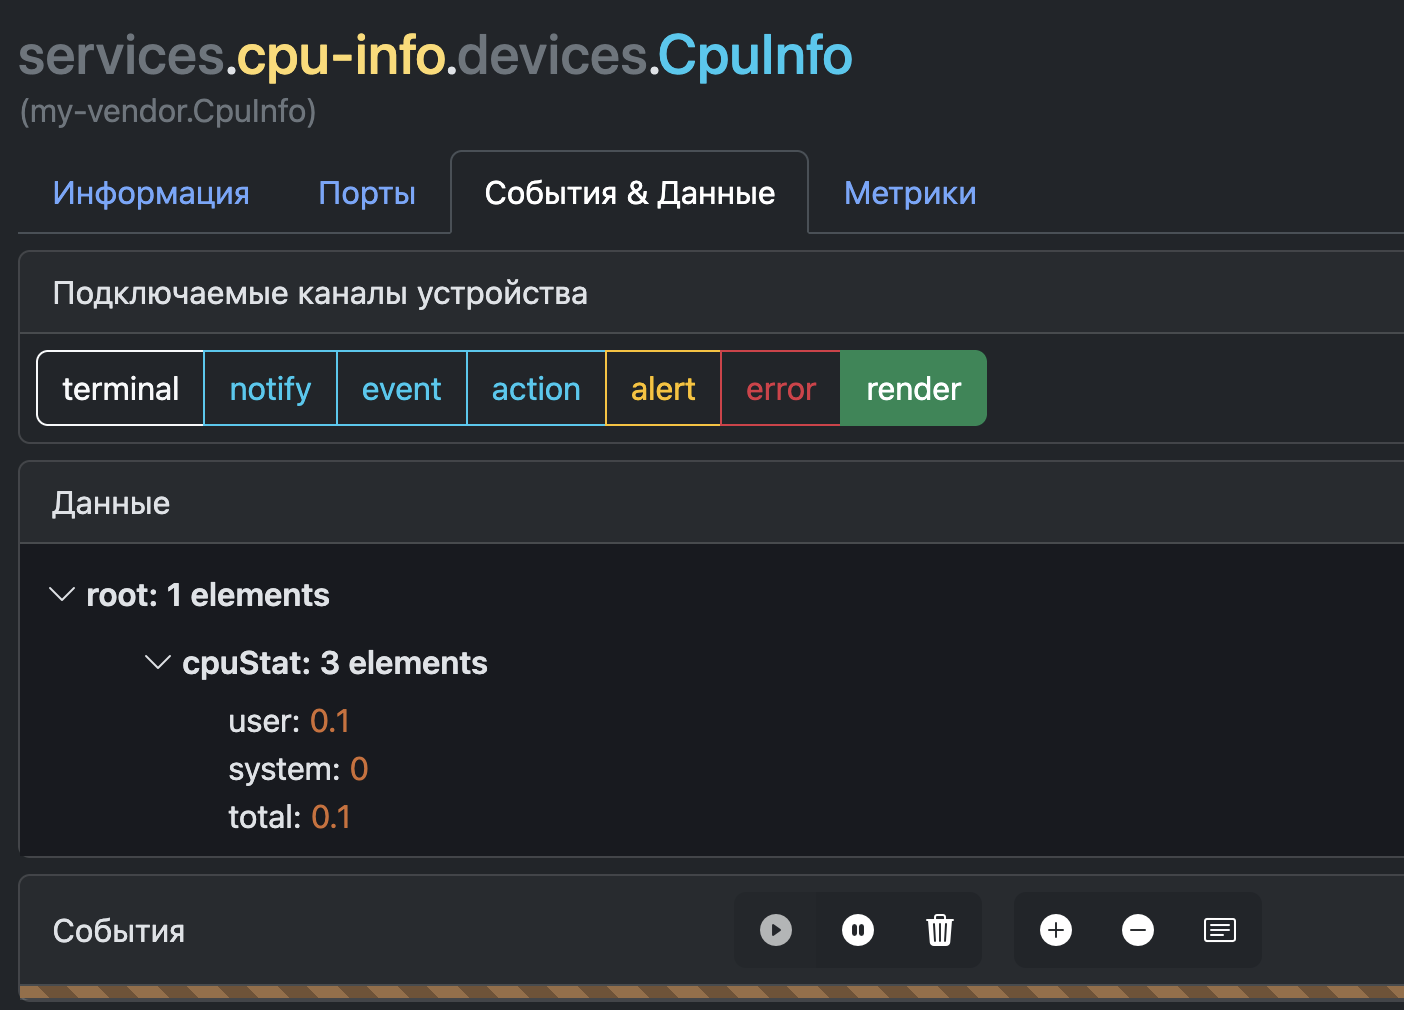 services.cpu-info.devices.CpuInfo
(my-vendor.CpuInfo)
Информация Порты События & Данные Метрики
Подключаемые каналы устройства
terminal notify event action alert error render
Данные
root: 1 elements
cpuStat: 3 elements
user: 0.1
system: 0
total: 0.1
События